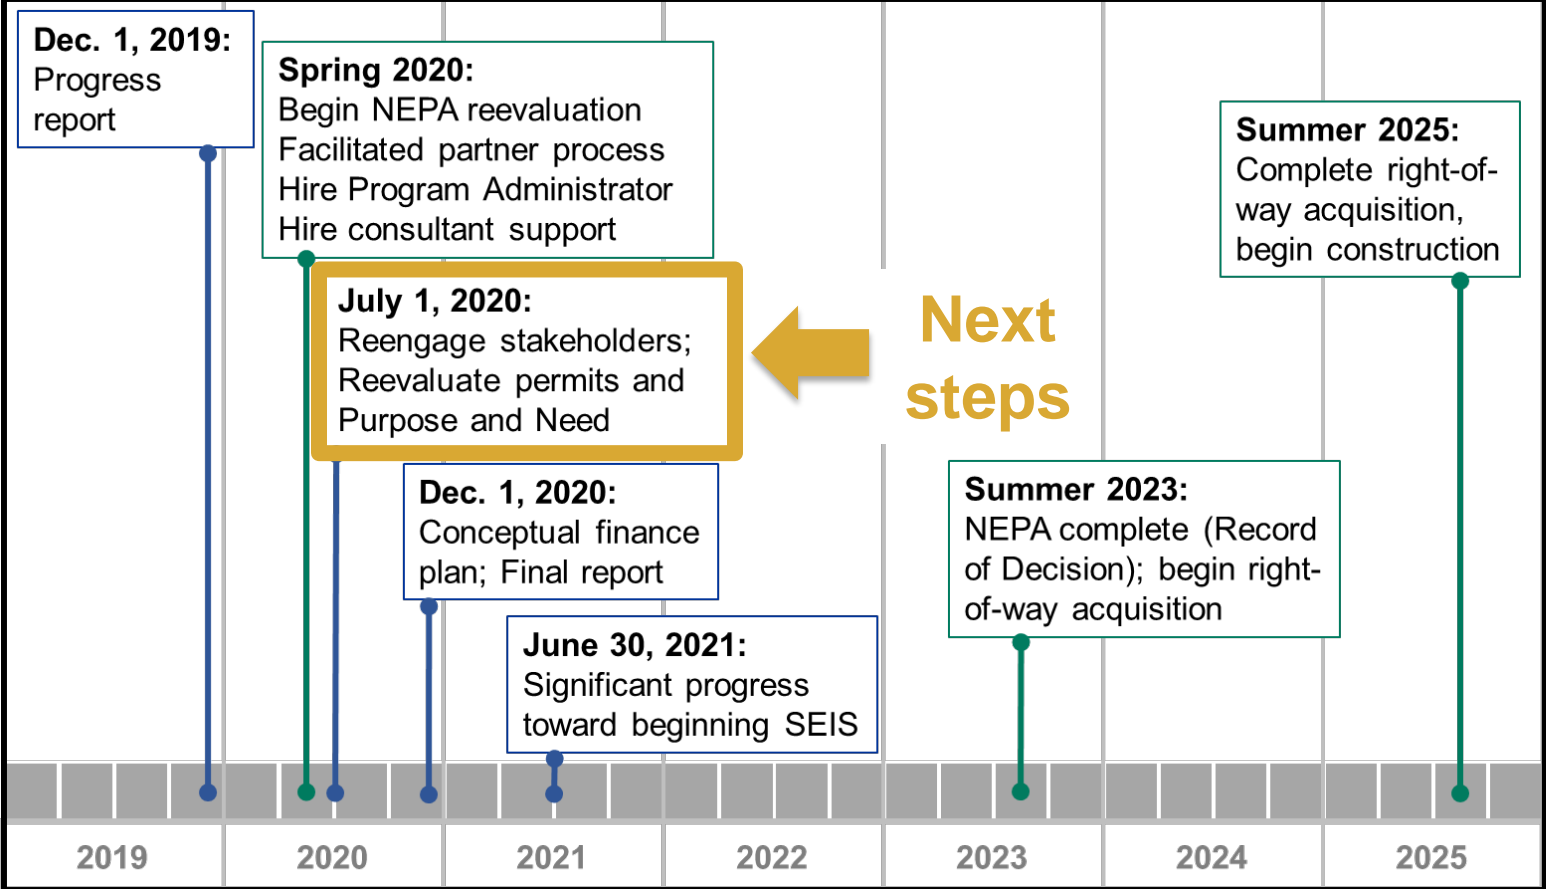 Dec. 1, 2019:
Progress
report
Spring 2020:
Begin NEPA reevaluation
Facilitated partner process
Hire Program Administrator
Hire consultant support
July 1, 2020:
Reengage stakeholders;
Reevaluate permits and
Purpose and Need
Next
steps
Dec. 1, 2020:
Conceptual finance
plan; Final report
June 30, 2021:
Significant progress
toward beginning SEIS
Summer 2023:
NEPA complete (Record
of Decision); begin right-
of-way acquisition
Summer 2025:
Complete right-of-
way acquisition,
begin construction
2019
2020
2021
2022
2023
2024
2025